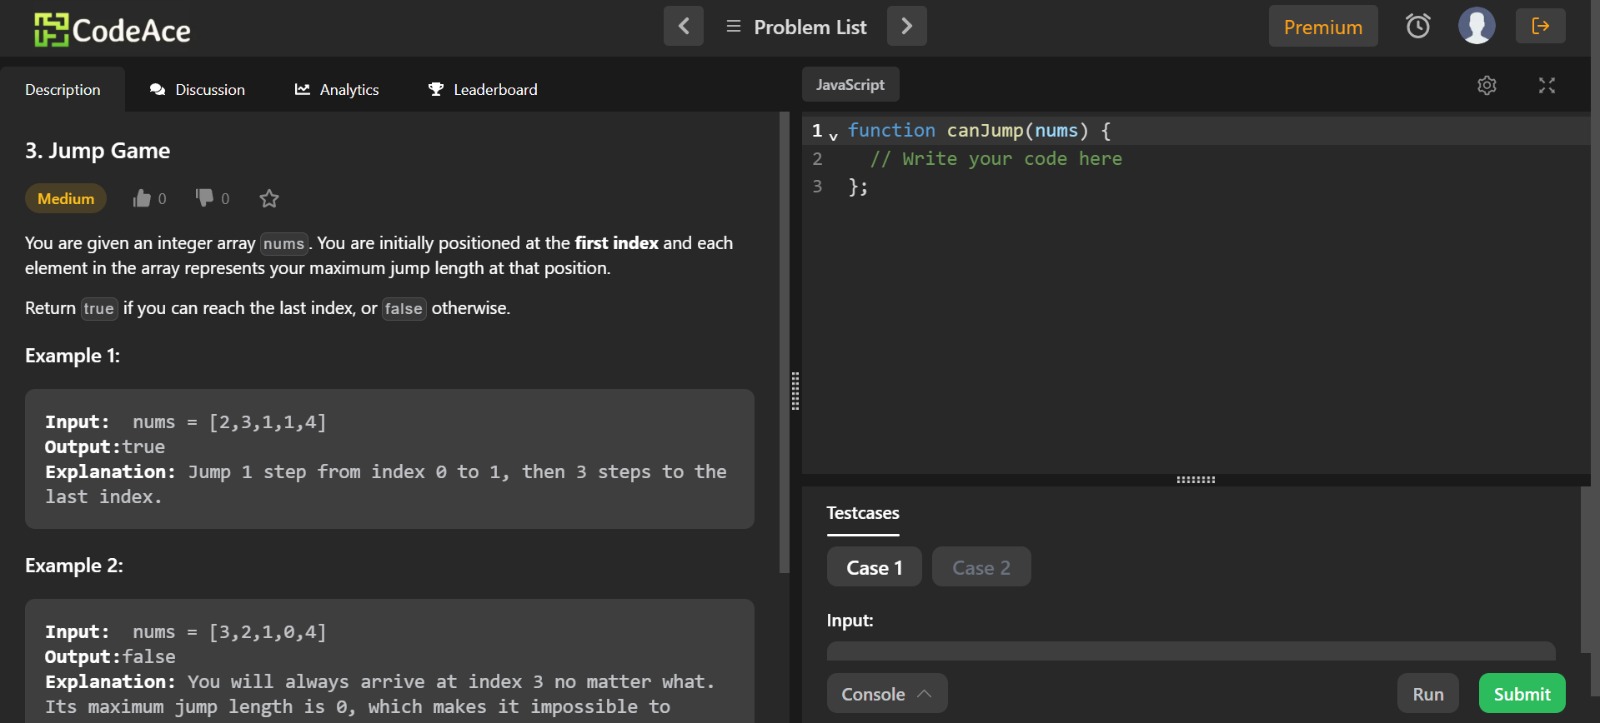 CodeAce
Problem List
Premium
Description
Discussion
Analytics
Leaderboard
3. Jump Game
Medium
0
0
You are given an integer array nums. You are initially positioned at the first index and each
element in the array represents your maximum jump length at that position.
Return true if you can reach the last index, or false otherwise.
Example 1:
Input:  nums = [2,3,1,1,4]
Output:true
Explanation: Jump 1 step from index 0 to 1, then 3 steps to the
last index.
Example 2:
Input:  nums = [3,2,1,0,4]
Output:false
Explanation: You will always arrive at index 3 no matter what.
Its maximum jump length is 0, which makes it impossible to
JavaScript
1 function canJump(nums) {
2 // Write your code here
3 };
Testcases
Case 1
Case 2
Input:
Console
Run
Submit